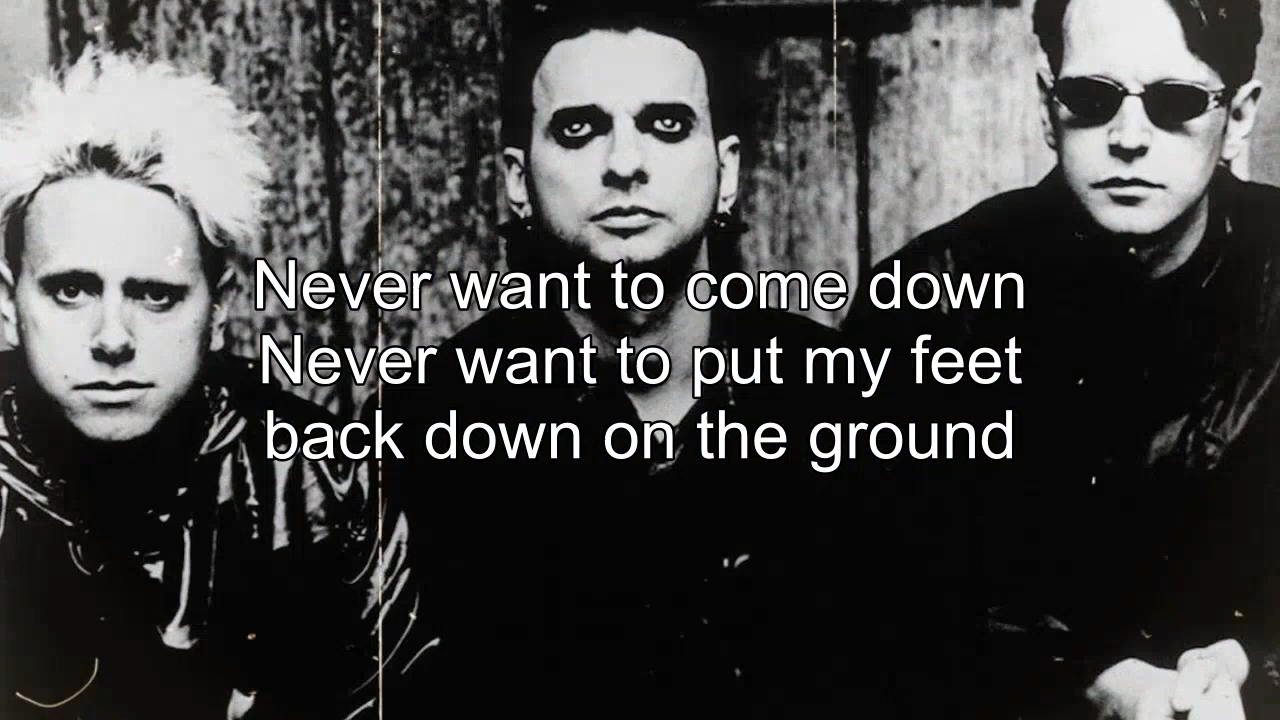 Never want to come down
Never want to put my feet
back down on the ground